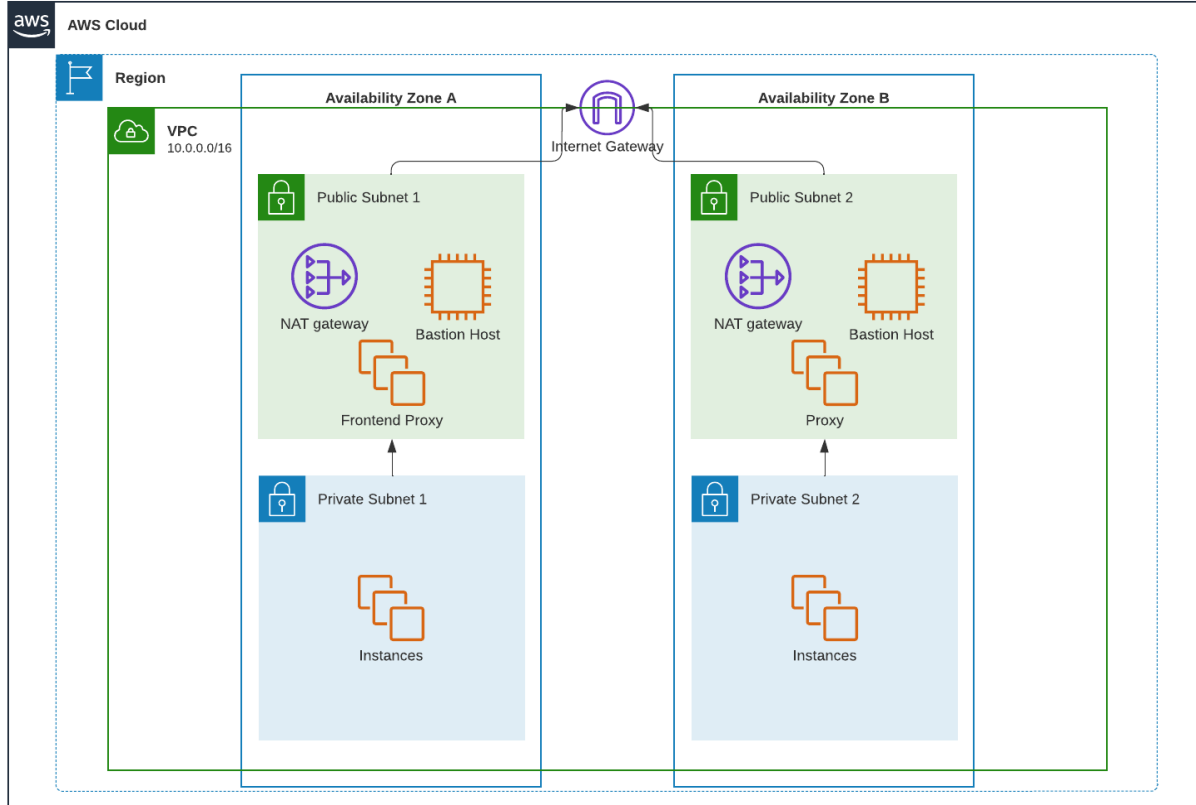 aws
AWS Cloud
Region
Availability Zone A
Availability Zone B
VPC
10.0.0.0/16
Internet Gateway
Public Subnet 1
Public Subnet 2
NAT gateway
Bastion Host
NAT gateway
Bastion Host
Frontend Proxy
Proxy
Private Subnet 1
Private Subnet 2
Instances
Instances